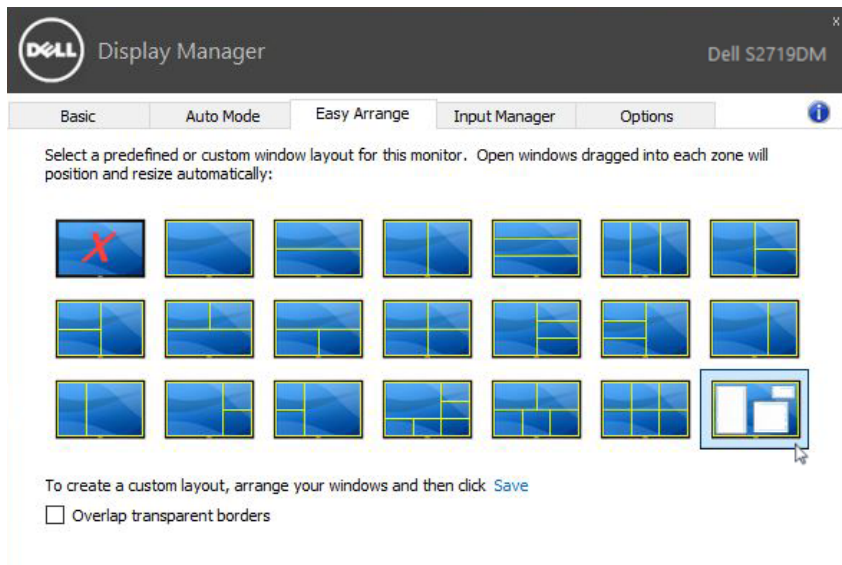 DELL Display Manager
x
Dell S2719DM
Basic Auto Mode Easy Arrange Input Manager Options i
Select a predefined or custom window layout for this monitor. Open windows dragged into each zone will
position and resize automatically:
X
To create a custom layout, arrange your windows and then click Save
Overlap transparent borders